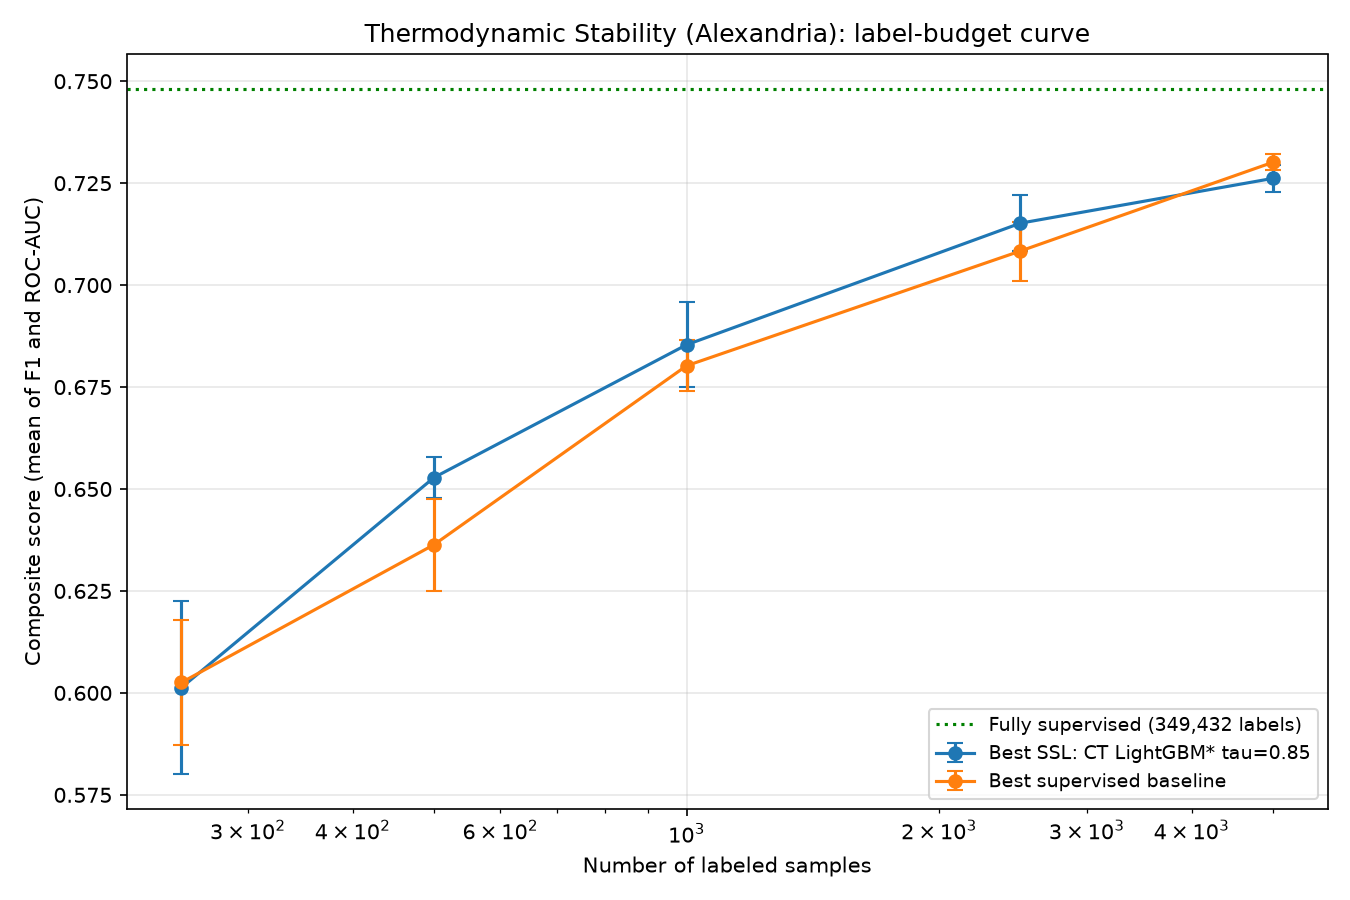 Thermodynamic Stability (Alexandria): label-budget curve
Composite score (mean of F1 and ROC-AUC)
0.750
0.725
0.700
0.675
0.650
0.625
0.600
0.575
Fully supervised (349,432 labels)
Best SSL: CT LightGBM* tau=0.85
Best supervised baseline
3 × 10² 4 × 10² 6 × 10² 10³ 2 × 10³ 3 × 10³ 4 × 10³
Number of labeled samples